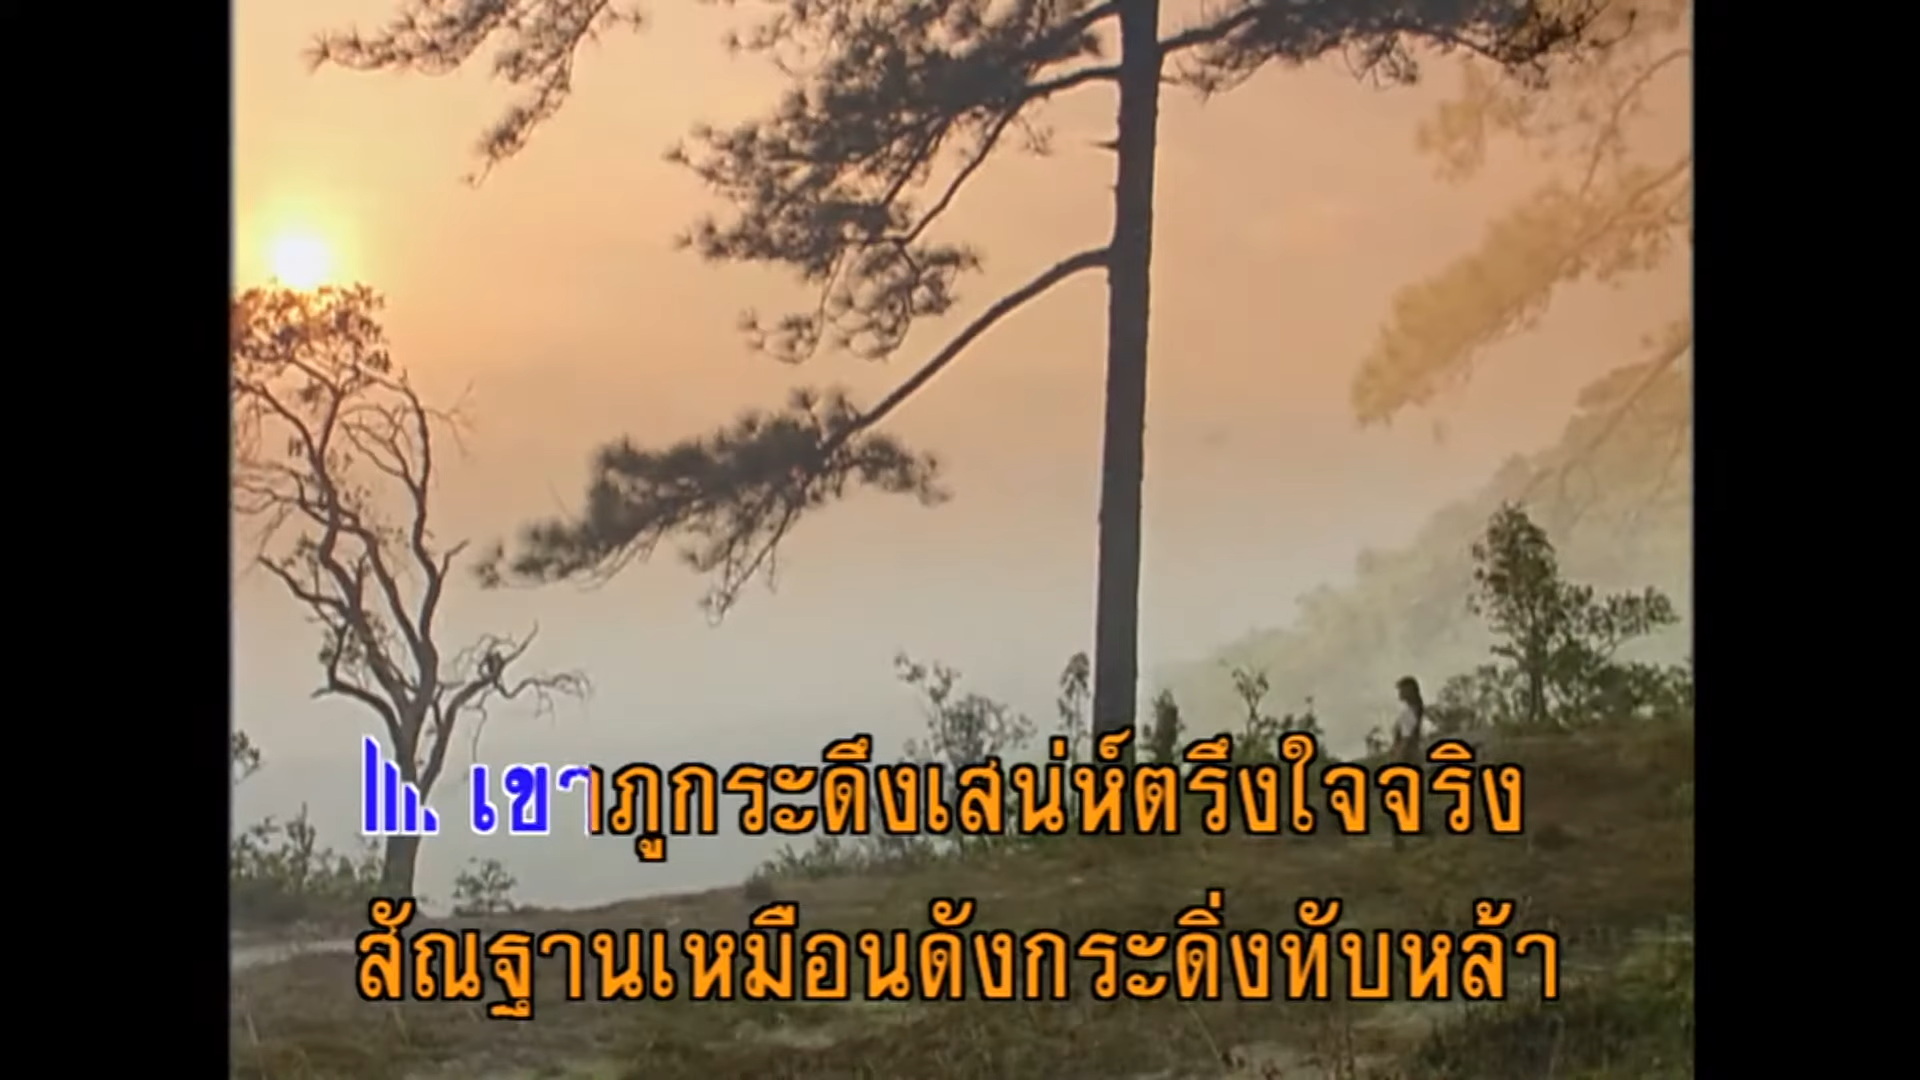 เขาภูกระดึงเสน่ห์ตรึงใจจริง
สัณฐานเหมือนดังกระดิ่งทับหล้า